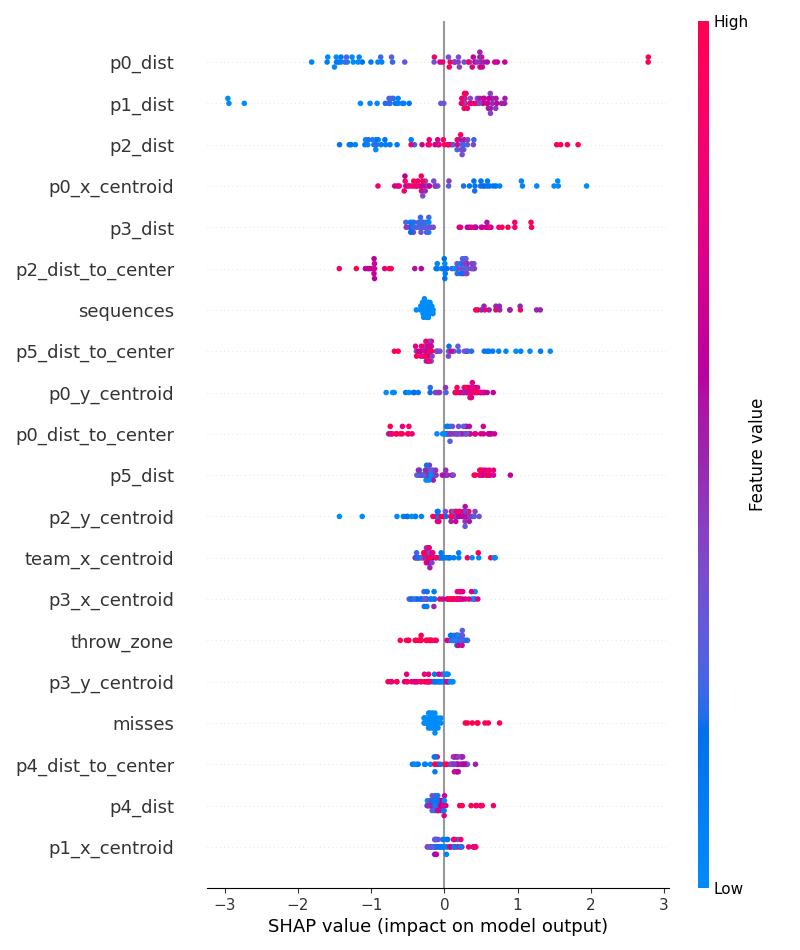 High
p0_dist
p1_dist
p2_dist
p0_x_centroid
p3_dist
p2_dist_to_center
sequences
p5_dist_to_center
p0_y_centroid
p0_dist_to_center
p5_dist
p2_y_centroid
team_x_centroid
p3_x_centroid
throw_zone
p3_y_centroid
misses
p4_dist_to_center
p4_dist
p1_x_centroid
Feature value
Low
−3 −2 −1 0 1 2 3
SHAP value (impact on model output)